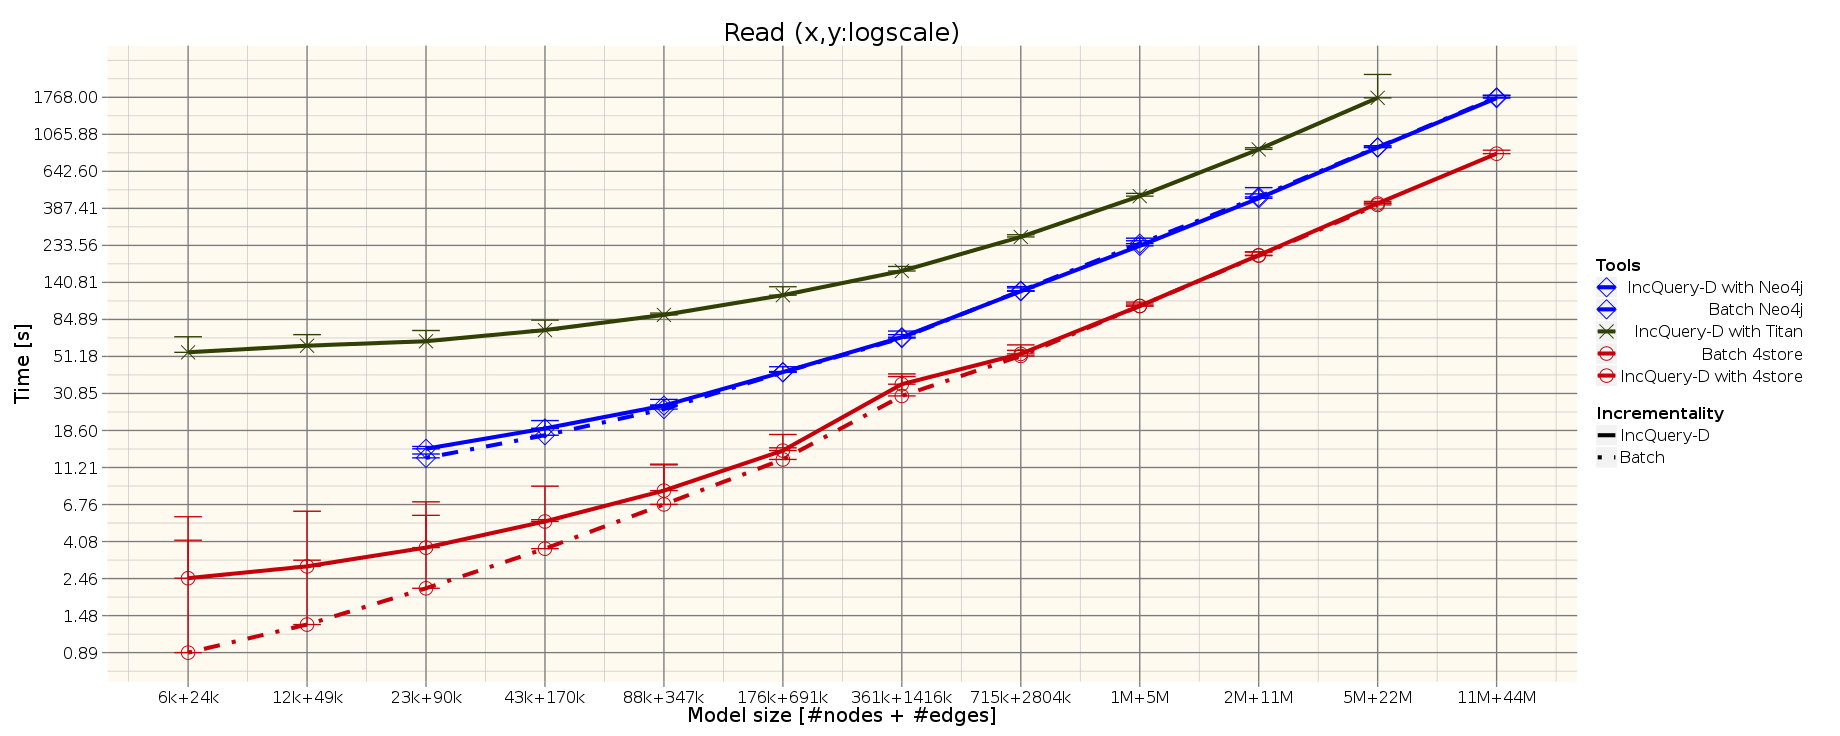 Read (x,y:logscale)
Time [s]
1768.00
1065.88
642.60
387.41
233.56
140.81
84.89
51.18
30.85
18.60
11.21
6.76
4.08
2.46
1.48
0.89
6k+24k 12k+49k 23k+90k 43k+170k 88k+347k 176k+691k 361k+1416k 715k+2804k 1M+5M 2M+11M 5M+22M 11M+44M
Model size [#nodes + #edges]
Tools
IncQuery-D with Neo4j
Batch Neo4j
IncQuery-D with Titan
Batch 4store
IncQuery-D with 4store
Incrementality
IncQuery-D
Batch